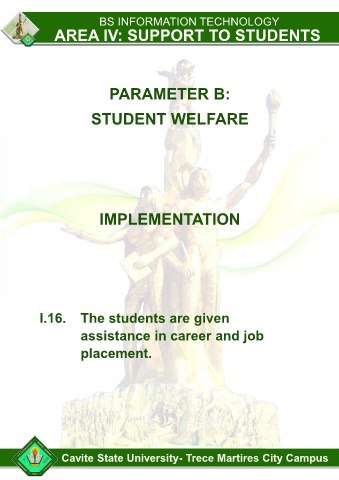 BS INFORMATION TECHNOLOGY
AREA IV: SUPPORT TO STUDENTS
PARAMETER B:
STUDENT WELFARE
IMPLEMENTATION
I.16. The students are given
assistance in career and job
placement.
Cavite State University- Trece Martires City Campus